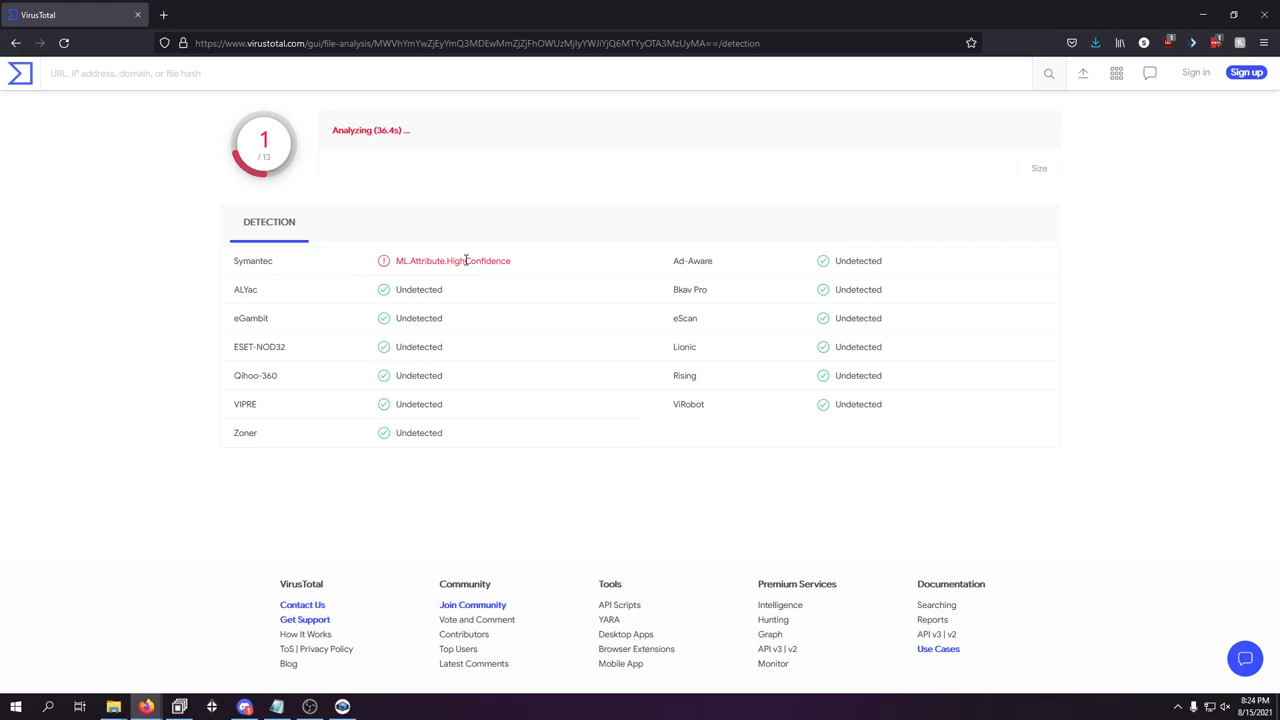 VirusTotal
https://www.virustotal.com/gui/file-analysis/MWVhYmYwZjEyYmQ3MDEwMmZjZjFhOWUzMjIyYWJiYjQ6MTYyOTA3MzUyMA==/detection
URL, IP address, domain, or file hash
Sign in
Sign up
1
/ 13
Analyzing (36.4s) ...
Size
DETECTION
Symantec ML.Attribute.HighConfidence Ad-Aware Undetected
ALYac Undetected Bkav Pro Undetected
eGambit Undetected eScan Undetected
ESET-NOD32 Undetected Lionic Undetected
Qihoo-360 Undetected Rising Undetected
VIPRE Undetected ViRobot Undetected
Zoner Undetected
VirusTotal Community Tools Premium Services Documentation
Contact Us Join Community API Scripts Intelligence Searching
Get Support Vote and Comment YARA Hunting Reports
How It Works Contributors Desktop Apps Graph API v3 | v2
ToS | Privacy Policy Top Users Browser Extensions API v3 | v2 Use Cases
Blog Latest Comments Mobile App Monitor
8:24 PM
8/15/2021